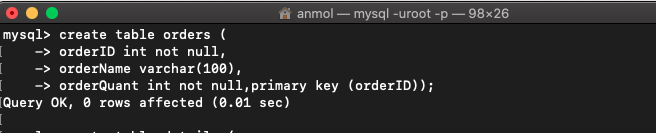 anmol — mysql -uroot -p — 98×26
mysql> create table orders (
[    -> orderID int not null,
[    -> orderName varchar(100),
[    -> orderQuant int not null,primary key (orderID));
Query OK, 0 rows affected (0.01 sec)
[